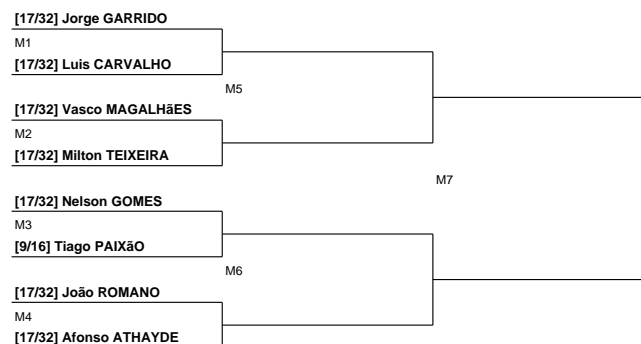 [17/32] Jorge GARRIDO
M1
[17/32] Luis CARVALHO
M5
[17/32] Vasco MAGALHãES
M2
[17/32] Milton TEIXEIRA
M7
[17/32] Nelson GOMES
M3
[9/16] Tiago PAIXãO
M6
[17/32] João ROMANO
M4
[17/32] Afonso ATHAYDE